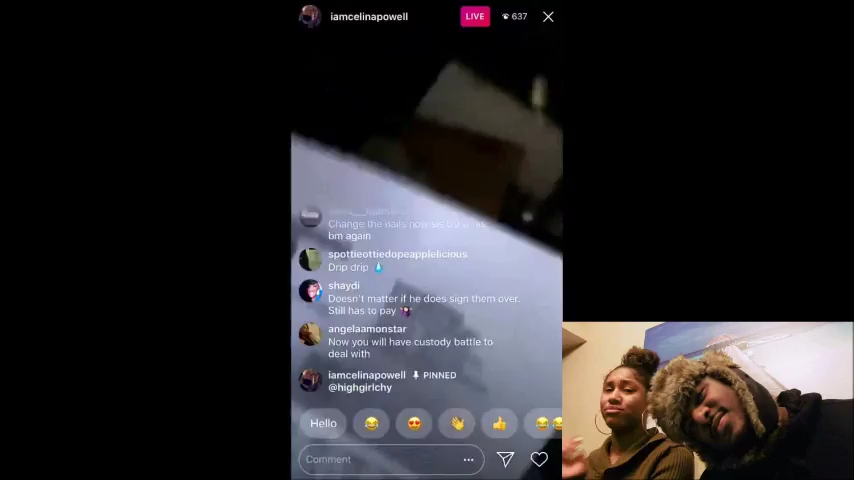 iamcelinapowell
LIVE
637
Change the nails now
bm again
spottieottiedopeapplelicious
Drip drip 💧
shaydi
Doesn't matter if he does sign them over.
Still has to pay 🤷🏾‍♀️
angelaamonstar
Now you will have custody battle to
deal with
iamcelinapowell PINNED
@highgirlchy
Hello
Comment